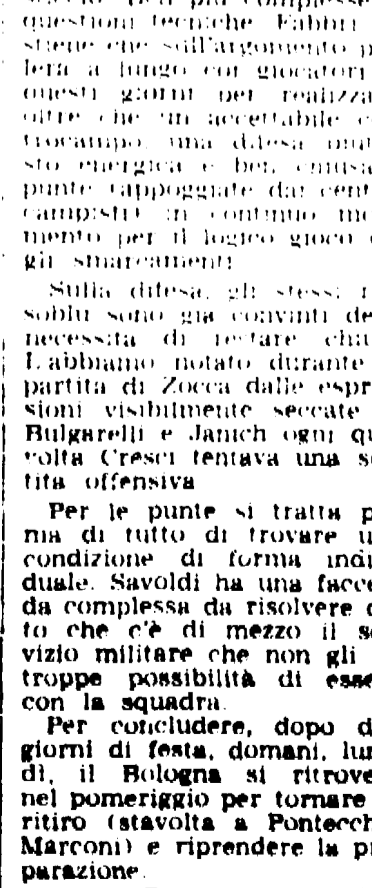 questioni tecniche Fabbri
stiene che sull'argomento p
lerà a lungo coi giocatori
questi giorni per realizza
oltre che un accettabile c
trocampo, una difesa piut
sto energica e ben chiusa
punte (appoggiate dai cent
campisti) in continuo mo
mento per il logico gioco
gli smarcamenti
Sulla difesa, gli stessi r
soblu sono già convinti de
necessità di restare chiu
L'abbiamo notato durante
partita di Zocca dalle espr
sioni visibilmente seccate
Bulgarelli e Janich ogni qu
volta Cresci tentava una s
tita offensiva
Per le punte si tratta p
ma di tutto di trovare u
condizione di forma indi
duale. Savoldi ha una facce
da complessa da risolvere d
to che c'è di mezzo il s
vizio militare che non gli
troppe possibilità di esse
con la squadra.
Per concludere, dopo d
giorni di festa, domani, lun
dì, il Bologna si ritrove
nel pomeriggio per tornare
ritiro (stavolta a Pontecch
Marconi) e riprendere la p
parazione.